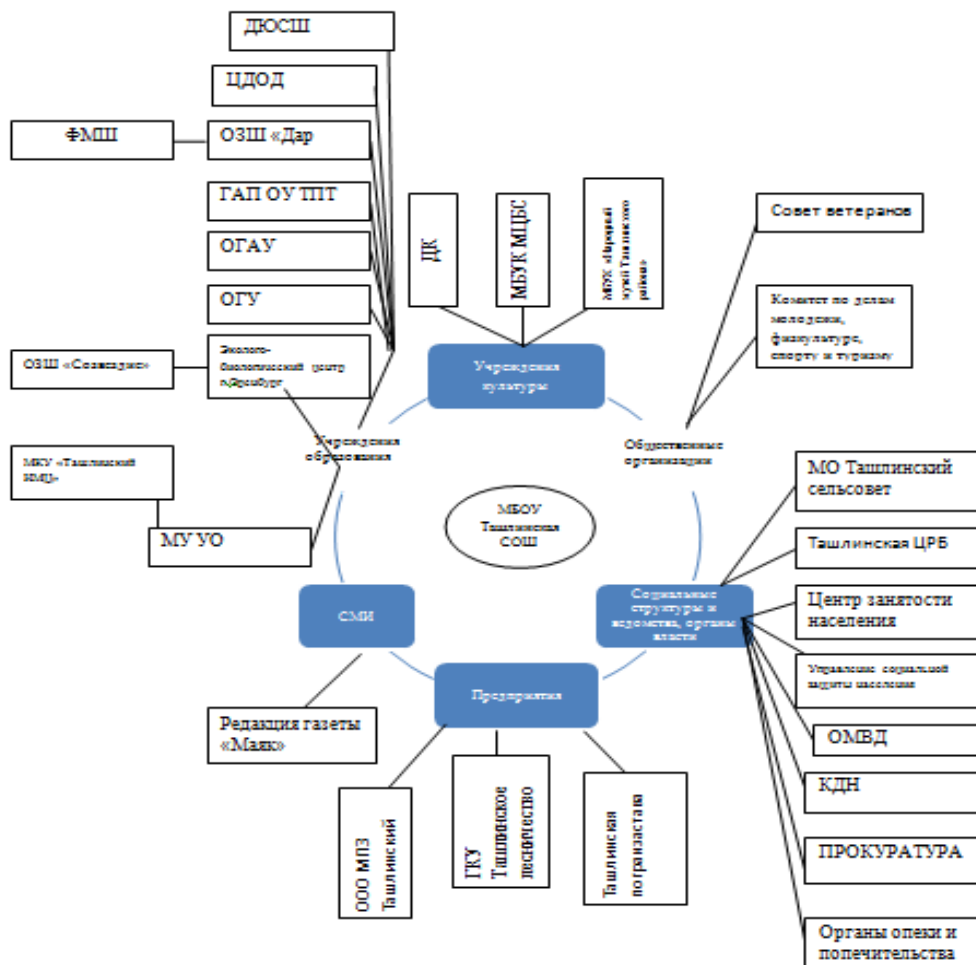 ДЮСШ
ЦДОД
ФМШ
ОЗШ «Дар
ГАП ОУ ТПТ
ОГАУ
ОГУ
ОЗШ «Созвездие»
Эколого-
биологический центр
г.Оренбург
МКУ «Ташлинский
ИМЦ»
МУ УО
Учреждения
образования
ДК
МБУК МЦБС
МБУК «Народный
музей Ташлинского
района»
Учреждения
культуры
Совет ветеранов
Комитет по делам
молодежи,
физкультуре,
спорту и туризму
Общественные
организации
МБОУ
Ташлинская
СОШ
МО Ташлинский
сельсовет
Ташлинская ЦРБ
Центр занятости
населения
Управление социальной
защиты населения
ОМВД
КДН
ПРОКУРАТУРА
Органы опеки и
попечительства
Социальные
структуры и
ведомства, органы
власти
СМИ
Редакция газеты
«Маяк»
Предприятия
ООО МПЗ
Ташлинский
ГКУ
Ташлинское
лесничество
Ташлинская
погранзастава